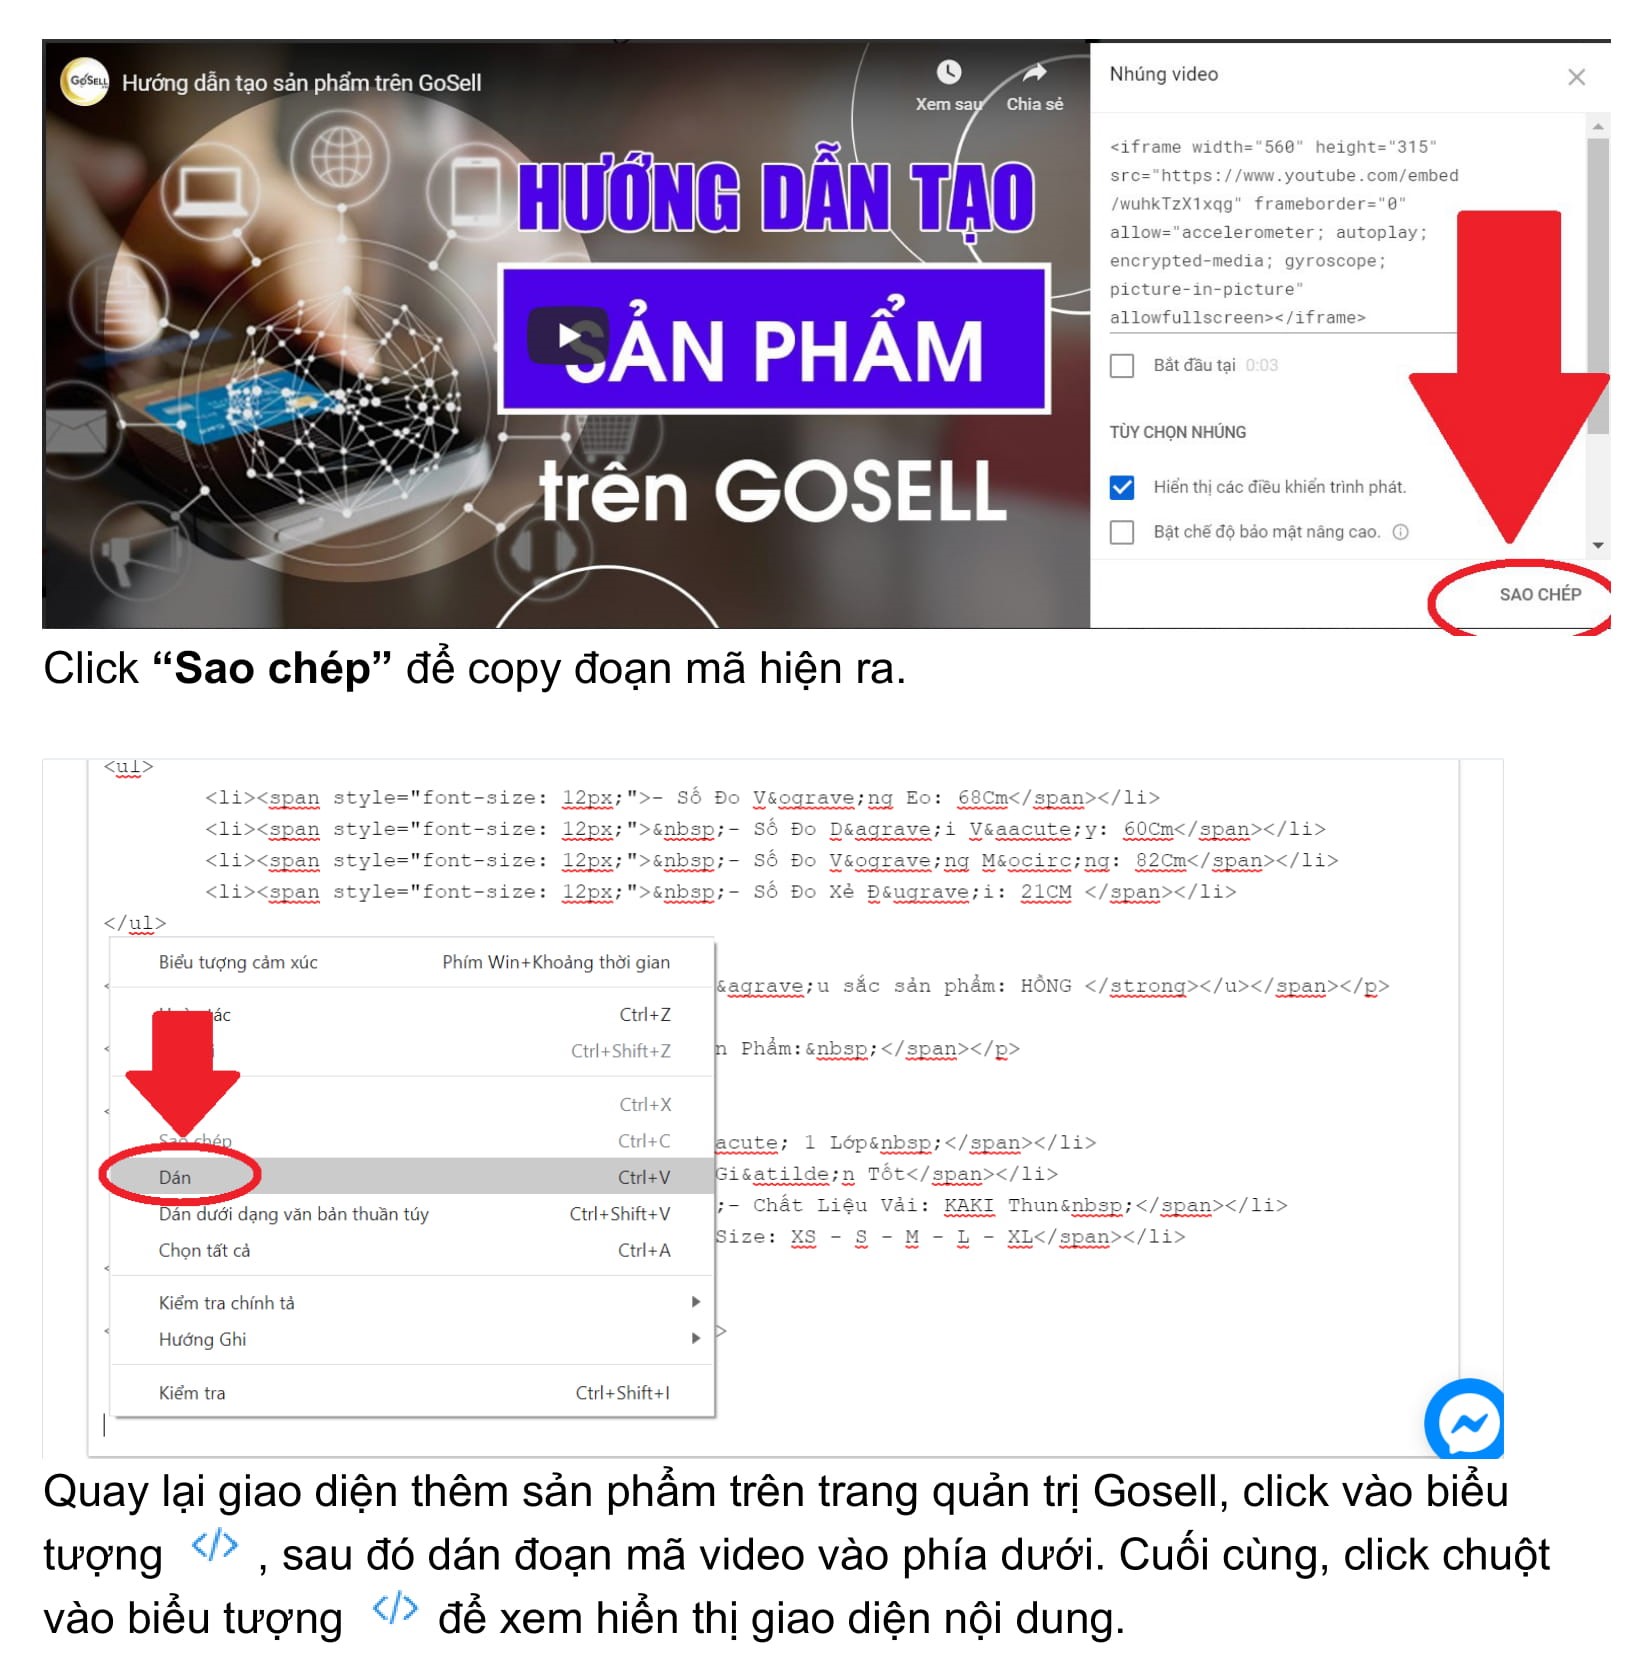 GoSELL
Hướng dẫn tạo sản phẩm trên GoSell
Xem sau
Chia sẻ
HƯỚNG DẪN TẠO
SẢN PHẨM
trên GOSELL
Nhúng video
<iframe width="560" height="315"
src="https://www.youtube.com/embed
/wuhkTzX1xqg" frameborder="0"
allow="accelerometer; autoplay;
encrypted-media; gyroscope;
picture-in-picture"
allowfullscreen></iframe>
Bắt đầu tại 0:03
TÙY CHỌN NHÚNG
Hiển thị các điều khiển trình phát.
Bật chế độ bảo mật nâng cao.
SAO CHÉP
Click “Sao chép” để copy đoạn mã hiện ra.
<ul>
<li><span style="font-size: 12px;">- Số Đo V&ograve;ng Eo: 68Cm</span></li>
<li><span style="font-size: 12px;">&nbsp;- Số Đo D&agrave;i V&aacute;y: 60Cm</span></li>
<li><span style="font-size: 12px;">&nbsp;- Số Đo V&ograve;ng M&ocirc;ng: 82Cm</span></li>
<li><span style="font-size: 12px;">&nbsp;- Số Đo Xẻ Đ&ugrave;i: 21CM </span></li>
</ul>
Biểu tượng cảm xúc Phím Win+Khoảng thời gian
&agrave;u sắc sản phẩm: HỒNG </strong></u></span></p>
tác Ctrl+Z
Ctrl+Shift+Z
n Phẩm:&nbsp;</span></p>
Ctrl+X
Sao chép Ctrl+C
acute; 1 Lớp&nbsp;</span></li>
Dán Ctrl+V
Gi&atilde;n Tốt</span></li>
Dán dưới dạng văn bản thuần túy Ctrl+Shift+V
;- Chất Liệu Vải: KAKI Thun&nbsp;</span></li>
Chọn tất cả Ctrl+A
Size: XS - S - M - L - XL</span></li>
Kiểm tra chính tả
Hướng Ghi
>
Kiểm tra Ctrl+Shift+I
Quay lại giao diện thêm sản phẩm trên trang quản trị Gosell, click vào biểu
tượng </> , sau đó dán đoạn mã video vào phía dưới. Cuối cùng, click chuột
vào biểu tượng </> để xem hiển thị giao diện nội dung.